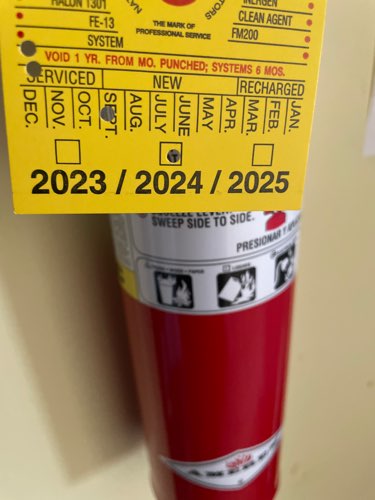 HALON 1301
FE-13
SYSTEM
THE MARK OF
PROFESSIONAL SERVICE
INERGEN
CLEAN AGENT
FM200
VOID 1 YR. FROM MO. PUNCHED; SYSTEMS 6 MOS.
SERVICED NEW RECHARGED
DEC. NOV. OCT. SEPT. AUG. JULY JUNE MAY APR. MAR. FEB. JAN.
2023 / 2024 / 2025
SWEEP SIDE TO SIDE.
PRESIONAR Y
AMEREX